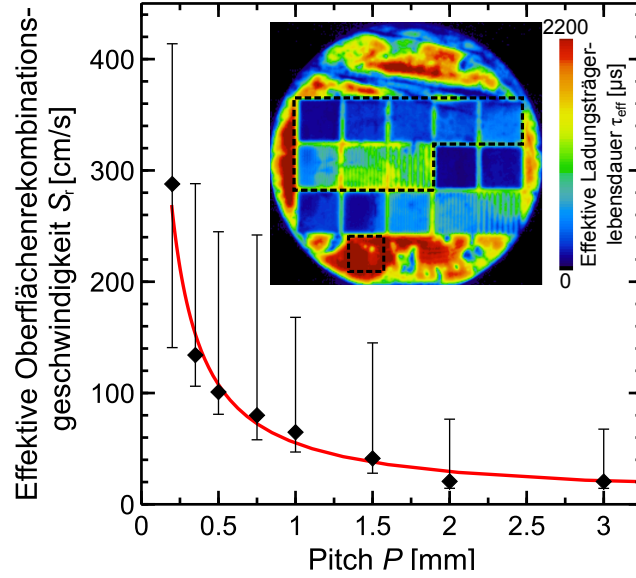 Effektive Oberflächenrekombinations-
geschwindigkeit Sr [cm/s]
400
300
200
100
0
0
0.5
1
1.5
2
2.5
3
Pitch P [mm]
2200
0
Effektive Ladungsträger-
lebensdauer τeff [µs]